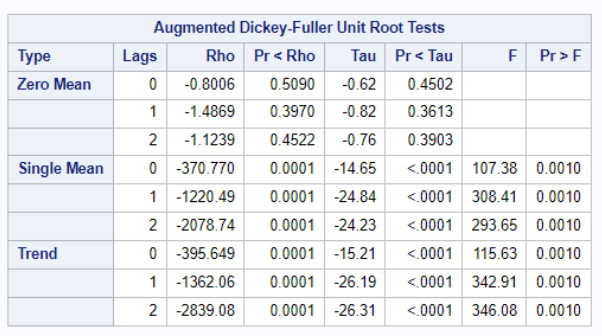 Augmented Dickey-Fuller Unit Root Tests
Type Lags Rho Pr < Rho Tau Pr < Tau F Pr > F
Zero Mean 0 -0.8006 0.5090 -0.62 0.4502
1 -1.4869 0.3970 -0.82 0.3613
2 -1.1239 0.4522 -0.76 0.3903
Single Mean 0 -370.770 0.0001 -14.65 <.0001 107.38 0.0010
1 -1220.49 0.0001 -24.84 <.0001 308.41 0.0010
2 -2078.74 0.0001 -24.23 <.0001 293.65 0.0010
Trend 0 -395.649 0.0001 -15.21 <.0001 115.63 0.0010
1 -1362.06 0.0001 -26.19 <.0001 342.91 0.0010
2 -2839.08 0.0001 -26.31 <.0001 346.08 0.0010